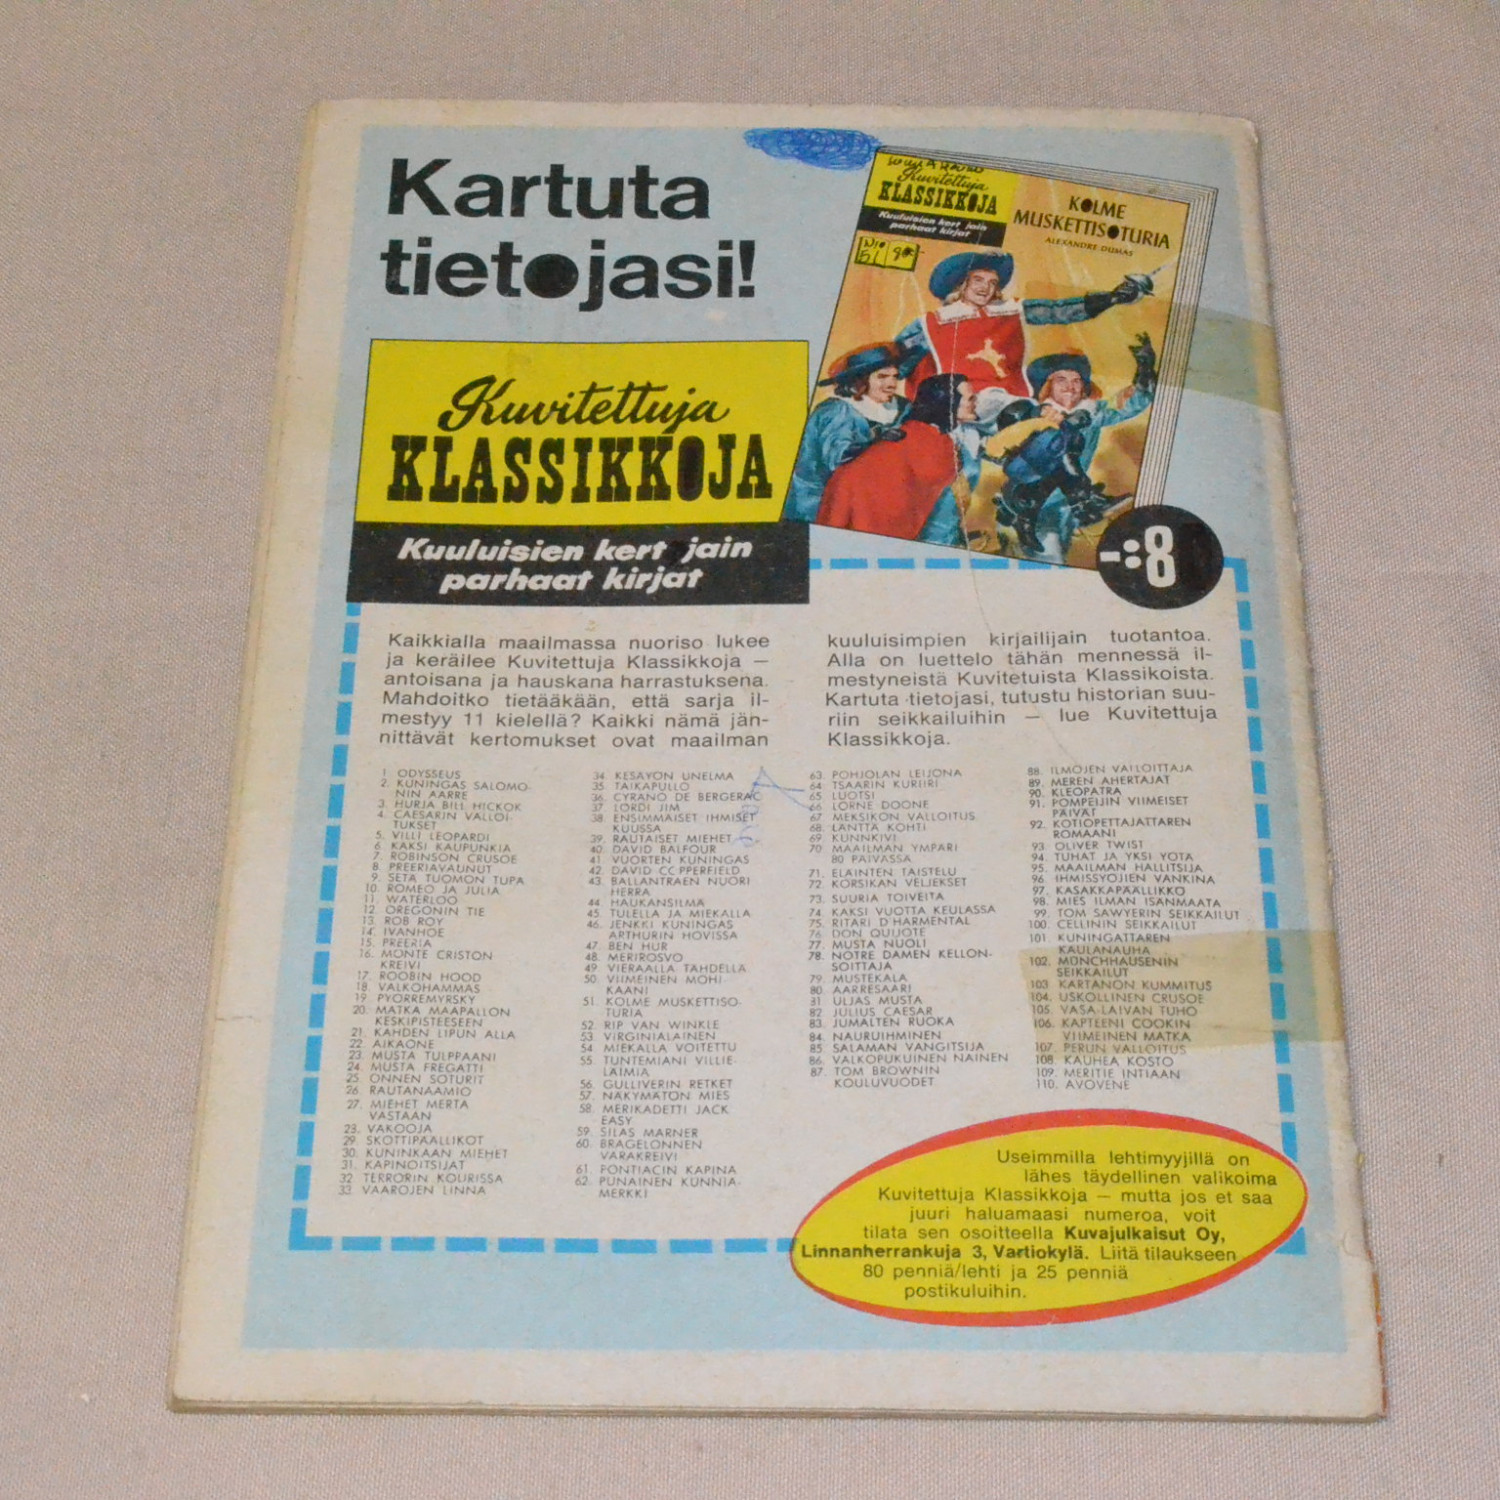 Kartuta
tietojasi!
Kuvitettuja
KLASSIKKOJA
Kuuluisien kert jain
parhaat kirjat
Kuvitettuja
KLASSIKKOJA
Kuuluisien kert jain
parhaat kirjat
N:o
51
KOLME
MUSKETTISOTURIA
ALEXANDRE DUMAS
-:8
Kaikkialla maailmassa nuoriso lukee
ja keräilee Kuvitettuja Klassikkoja —
antoisana ja hauskana harrastuksena.
Mahdoitko tietääkään, että sarja il-
mestyy 11 kielellä? Kaikki nämä jän-
nittävät kertomukset ovat maailman
kuuluisimpien kirjailijain tuotantoa.
Alla on luettelo tähän mennessä il-
mestyneistä Kuvitetuista Klassikoista.
Kartuta tietojasi, tutustu historian suu-
riin seikkailuihin — lue Kuvitettuja
Klassikkoja.
1 ODYSSEUS
2. KUNINGAS SALOMO-
NIN AARRE
3. HURJA BILL HICKOK
4. CAESARIN VALLOI-
TUKSET
5. VILLI LEOPARDI
6. KAKSI KAUPUNKIA
7. ROBINSON CRUSOE
8. PREERIAVAUNUT
9. SETÄ TUOMON TUPA
10. ROMEO JA JULIA
11. WATERLOO
12. OREGONIN TIE
13. ROB ROY
14. IVANHOE
15. PREERIA
16. MONTE CRISTON
KREIVI
17. ROOBIN HOOD
18. VALKOHAMMAS
19. PYÖRREMYRSKY
20. MATKA MAAPALLON
KESKIPISTEESEEN
21. KAHDEN LIPUN ALLA
22. AIKAONE
23. MUSTA TULPPAANI
24. MUSTA FREGATTI
25. ONNEN SOTURIT
26. RAUTANAAMIO
27. MIEHET MERTA
VASTAAN
23. VAKOOJA
29. SKOTTIPÄÄLLIKÖT
30. KUNINKAAN MIEHET
31. KAPINOITSIJAT
32 TERRORIN KOURISSA
33. VAAROJEN LINNA
34. KESÄYÖN UNELMA
35 TAIKAPULLO
36. CYRANO DE BERGERAC
37. LORDI JIM
38. ENSIMMÄISET IHMISET
KUUSSA
39. RAUTAISET MIEHET
40. DAVID BALFOUR
41. VUORTEN KUNINGAS
42. DAVID CC PPERFIELD
43. BALLANTRAEN NUORI
HERRA
44. HAUKANSILMÄ
45. TULELLA JA MIEKALLA
46. JENKKI KUNINGAS
ARTHURIN HOVISSA
47. BEN HUR
48. MERIROSVO
49. VIERAALLA TÄHDELLÄ
50 VIIMEINEN MOHI-
KAANI
51. KOLME MUSKETTISO-
TURIA
52. RIP VAN WINKLE
53. VIRGINIALAINEN
54. MIEKALLA VOITETTU
55 TUNTEMIANI VILLIE-
LÄIMIÄ
56. GULLIVERIN RETKET
57. NÄKYMÄTÖN MIES
58. MERIKADETTI JACK
EASY
59. SILAS MARNER
60. BRAGELONNEN
VARAKREIVI
61. PONTIACIN KAPINA
62. PUNAINEN KUNNIA-
MERKKI
63. POHJOLAN LEIJONA
64 TSAARIN KURIIRI
65 LUOTSI
66 LORNE DOONE
67 MEKSIKON VALLOITUS
68. LÄNTTÄ KOHTI
69 KUNNKIVI
70 MAAILMAN YMPÄRI
80 PÄIVÄSSÄ
71. ELÄINTEN TAISTELU
72. KORSIKAN VELJEKSET
73. SUURIA TOIVEITA
74. KAKSI VUOTTA KEULASSA
75. RITARI D'HARMENTAL
76 DON QUIJOTE
77. MUSTA NUOLI
78. NOTRE DAMEN KELLON-
SOITTAJA
79. MUSTEKALA
80 AARRESAARI
81 ULJAS MUSTA
82 JULIUS CAESAR
83. JUMALTEN RUOKA
84. NAURUIHMINEN
85 SALAMAN VANGITSIJA
86. VALKOPUKUINEN NAINEN
87. TOM BROWNIN
KOULUVUODET
88. ILMOJEN VALLOITTAJA
89. MEREN AHERTAJAT
90. KLEOPATRA
91. POMPEIJIN VIIMEISET
PÄIVÄT
92. KOTIOPETTAJATTAREN
ROMAANI
93 OLIVER TWIST
94. TUHAT JA YKSI YÖTÄ
95. MAAILMAN HALLITSIJA
96 IHMISSYÖJIEN VANKINA
97. KASAKKAPÄÄLLIKKÖ
98. MIES ILMAN ISÄNMAATA
99. TOM SAWYERIN SEIKKAILUT
100. CELLININ SEIKKAILUT
101. KUNINGATTAREN
KAULANAUHA
102. MÜNCHHAUSENIN
SEIKKAILUT
103. KARTANON KUMMITUS
104. USKOLLINEN CRUSOE
105. VASA-LAIVAN TUHO
106. KAPTEENI COOKIN
VIIMEINEN MATKA
107. PERUN VALLOITUS
108. KAUHEA KOSTO
109. MERITIE INTIAAN
110. AVOVENE
Useimmilla lehtimyyjillä on
lähes täydellinen valikoima
Kuvitettuja Klassikkoja — mutta jos et saa
juuri haluamaasi numeroa, voit
tilata sen osoitteella Kuvajulkaisut Oy,
Linnanherrankuja 3, Vartiokylä. Liitä tilaukseen
80 penniä/lehti ja 25 penniä
postikuluihin.